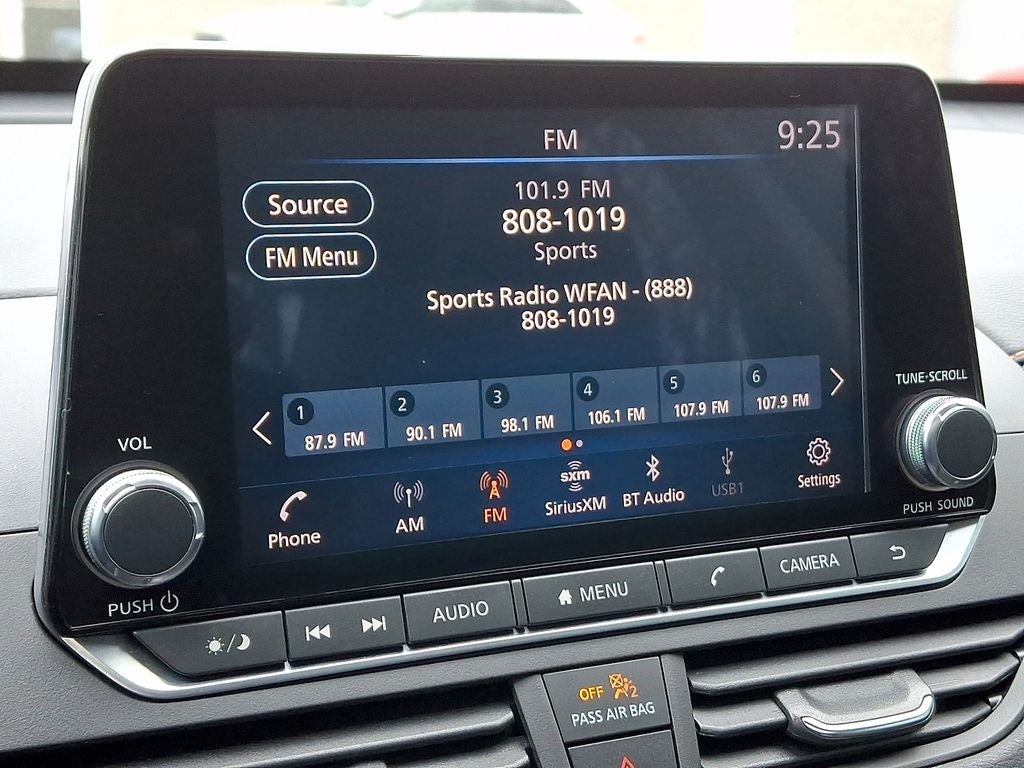 FM
9:25
Source
FM Menu
101.9 FM
808-1019
Sports
Sports Radio WFAN - (888)
808-1019
1
87.9 FM
2
90.1 FM
3
98.1 FM
4
106.1 FM
5
107.9 FM
6
107.9 FM
Phone
AM
FM
sxm
SiriusXM
BT Audio
USB1
Settings
VOL
PUSH
TUNE·SCROLL
PUSH SOUND
AUDIO
MENU
CAMERA
OFF 2
PASS AIR BAG